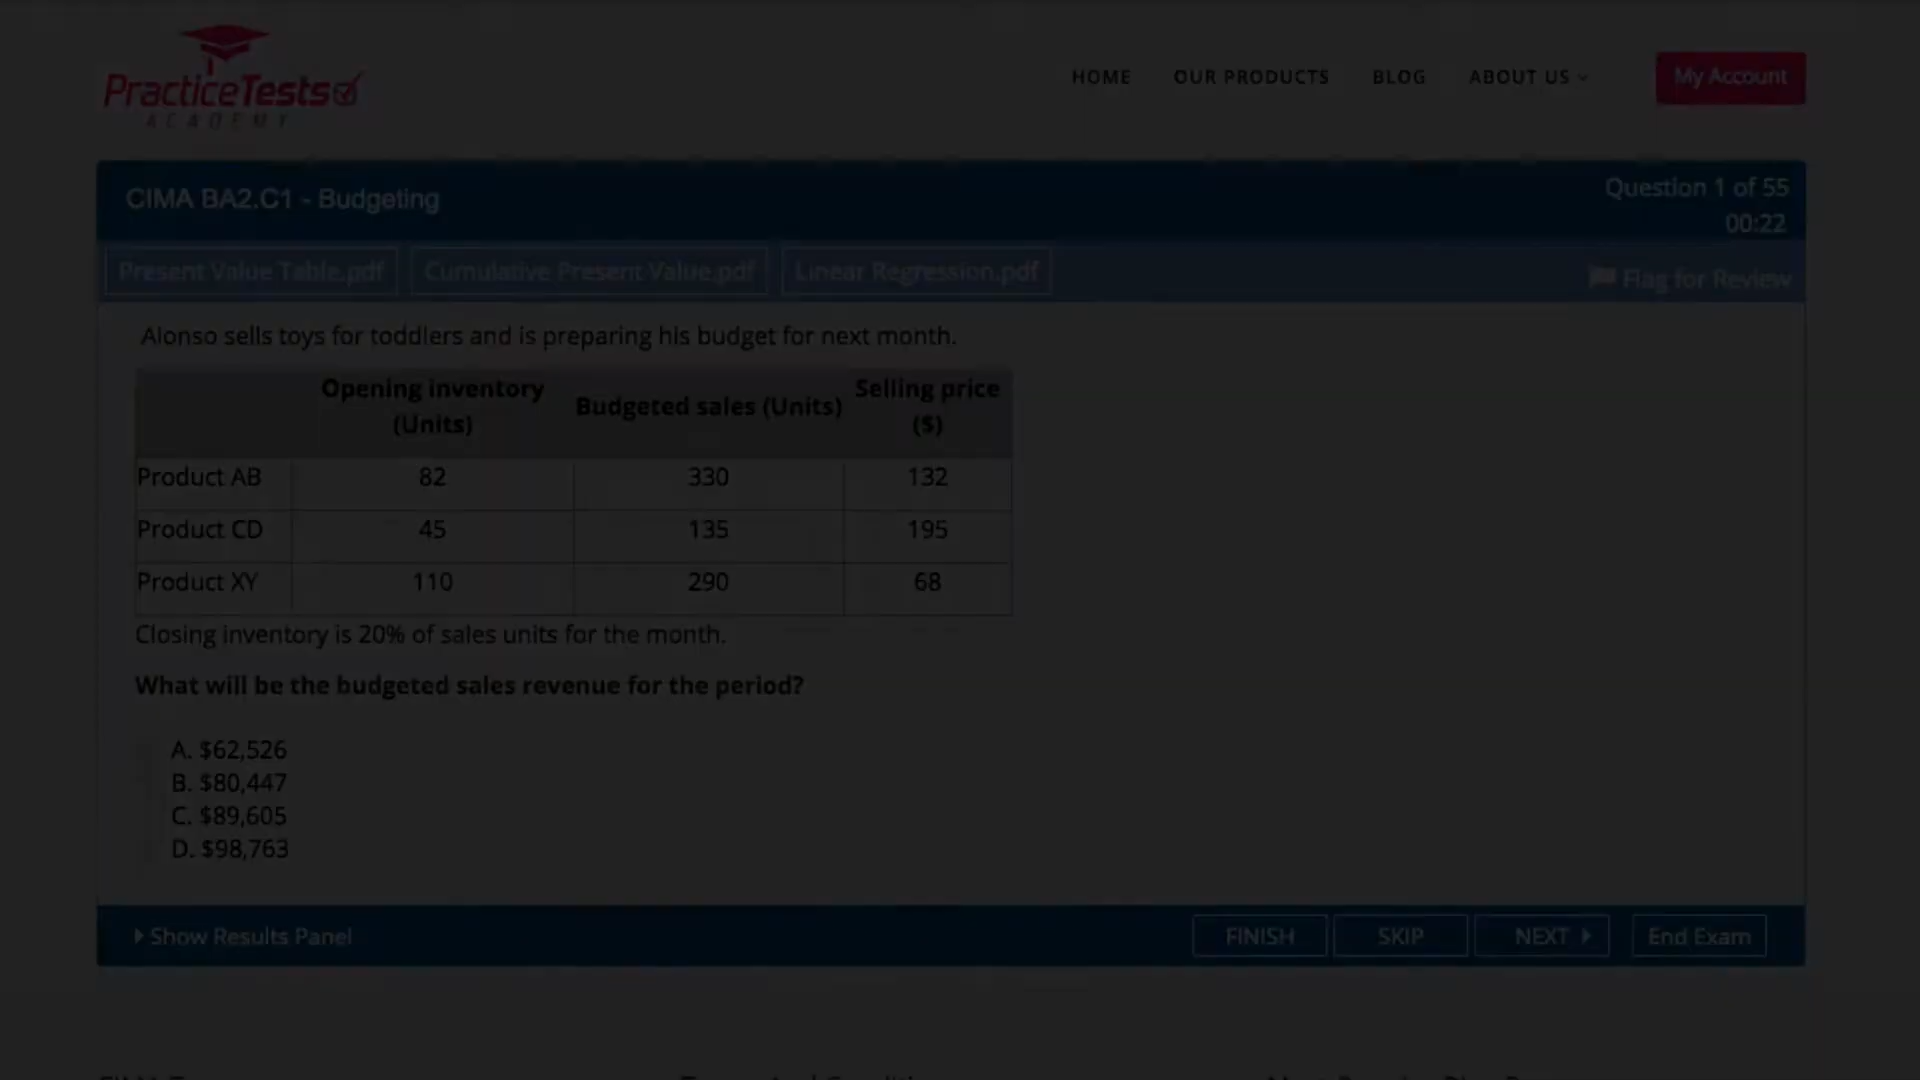 HOME OUR PRODUCTS BLOG ABOUT US My Account
PracticeTests
ACADEMY
CIMA BA2.C1 - Budgeting
Question 1 of 55
00:22
Present Value Table.pdf Cumulative Present Value.pdf Linear Regression.pdf Flag for Review
Alonso sells toys for toddlers and is preparing his budget for next month.
Opening inventory (Units) Budgeted sales (Units) Selling price ($)
Product AB 82 330 132
Product CD 45 135 195
Product XY 110 290 68
Closing inventory is 20% of sales units for the month.
What will be the budgeted sales revenue for the period?
A. $62,526
B. $80,447
C. $89,605
D. $98,763
Show Results Panel FINISH SKIP NEXT End Exam